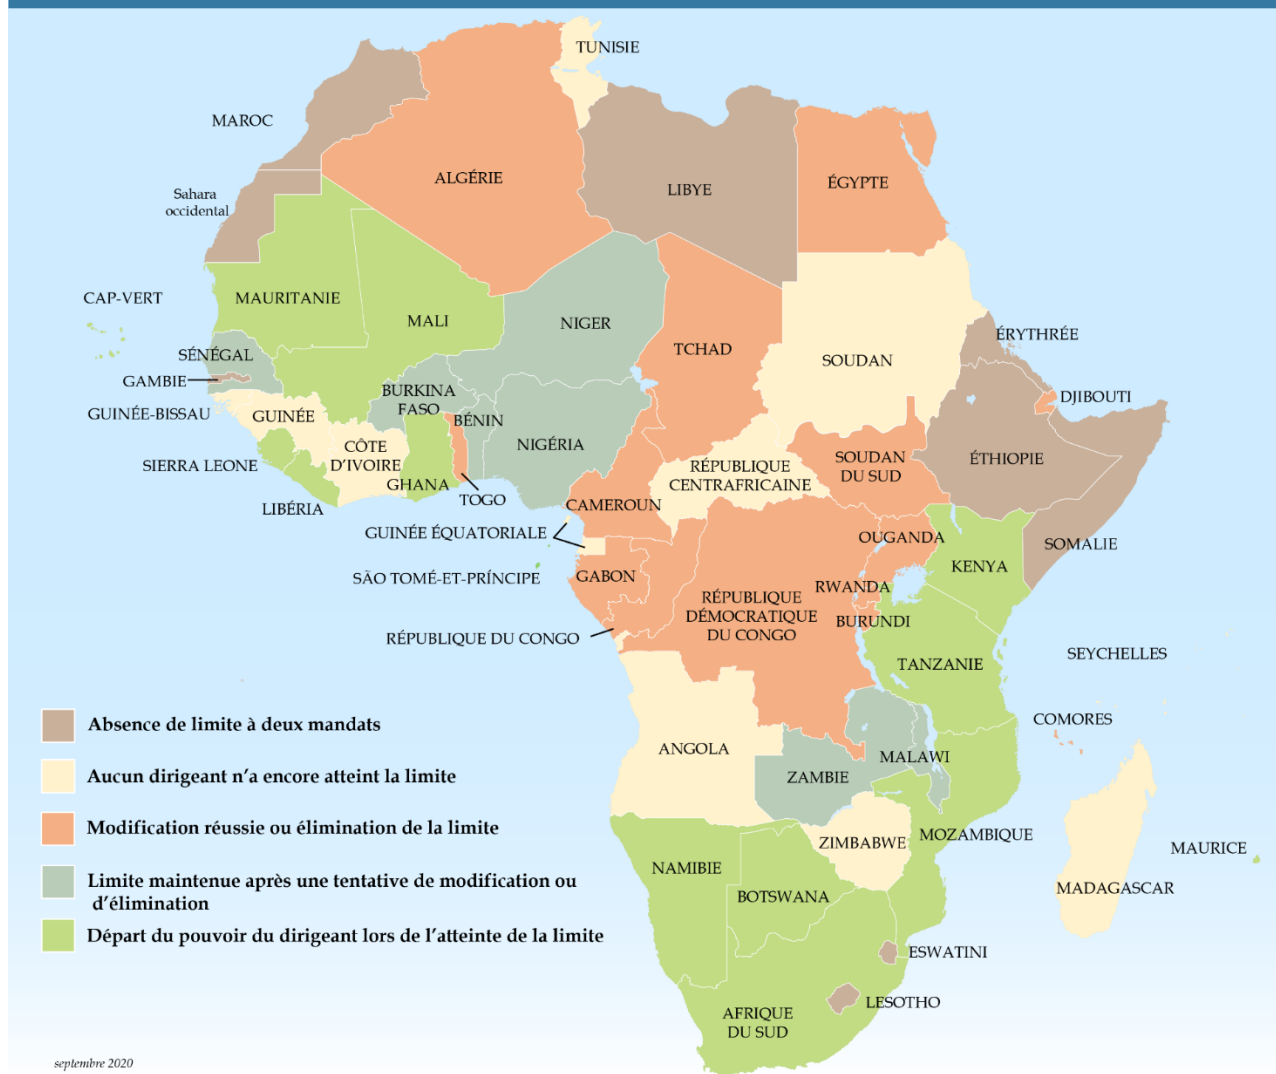 TUNISIE
MAROC
ALGÉRIE
LIBYE
ÉGYPTE
Sahara
occidental
CAP-VERT
MAURITANIE
MALI
NIGER
TCHAD
SOUDAN
ÉRYTHRÉE
SÉNÉGAL
GAMBIE
BURKINA
FASO
DJIBOUTI
GUINÉE-BISSAU
GUINÉE
BÉNIN
NIGÉRIA
CÔTE
D'IVOIRE
SIERRA LEONE
GHANA
TOGO
LIBÉRIA
RÉPUBLIQUE
CENTRAFRICAINE
SOUDAN
DU SUD
ÉTHIOPIE
CAMEROUN
GUINÉE ÉQUATORIALE
OUGANDA
SOMALIE
KENYA
SÃO TOMÉ-ET-PRÍNCIPE
GABON
RWANDA
RÉPUBLIQUE
DÉMOCRATIQUE
DU CONGO
BURUNDI
RÉPUBLIQUE DU CONGO
TANZANIE
SEYCHELLES
COMORES
ANGOLA
MALAWI
ZAMBIE
MOZAMBIQUE
ZIMBABWE
MAURICE
NAMIBIE
BOTSWANA
MADAGASCAR
ESWATINI
LESOTHO
AFRIQUE
DU SUD
Absence de limite à deux mandats
Aucun dirigeant n'a encore atteint la limite
Modification réussie ou élimination de la limite
Limite maintenue après une tentative de modification ou
d'élimination
Départ du pouvoir du dirigeant lors de l'atteinte de la limite
septembre 2020